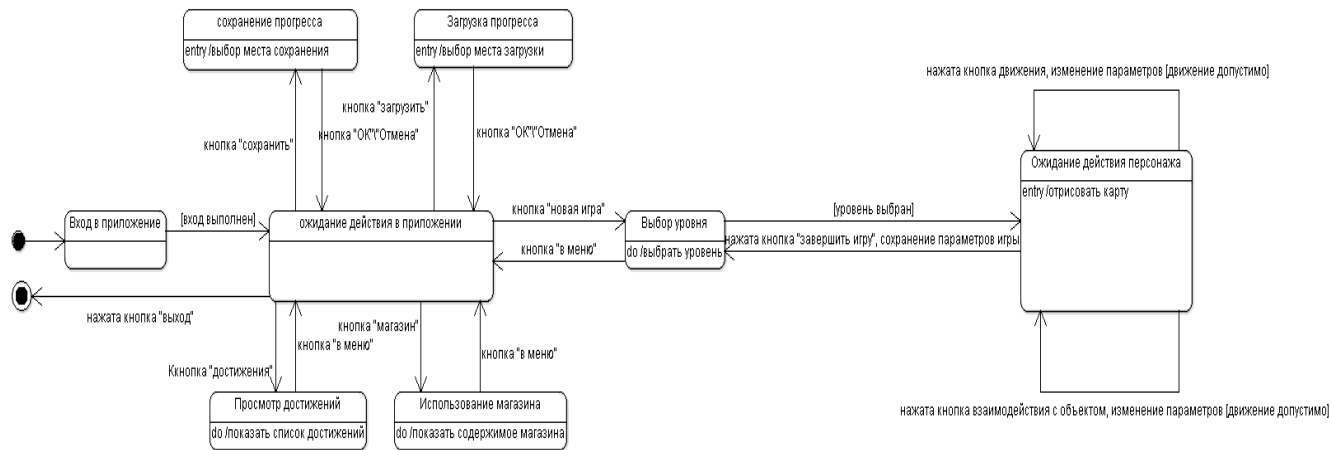 сохранение прогресса
entry /выбор места сохранения
Загрузка прогресса
entry /выбор места загрузки
нажата кнопка движения, изменение параметров [движение допустимо]
кнопка "загрузить"
кнопка "ОК"\"Отмена"
кнопка "ОК"\"Отмена"
кнопка "сохранить"
Ожидание действия персонажа
entry /отрисовать карту
Вход в приложение
[вход выполнен]
ожидание действия в приложении
кнопка "новая игра"
Выбор уровня
do /выбрать уровень
[уровень выбран]
нажата кнопка "завершить игру", сохранение параметров игры
кнопка "в меню"
нажата кнопка "выход"
кнопка "магазин"
кнопка "в меню"
кнопка "в меню"
Ккнопка "достижения"
Просмотр достижений
do /показать список достижений
Использование магазина
do /показать содержимое магазина
нажата кнопка взаимодействия с объектом, изменение параметров [движение допустимо]